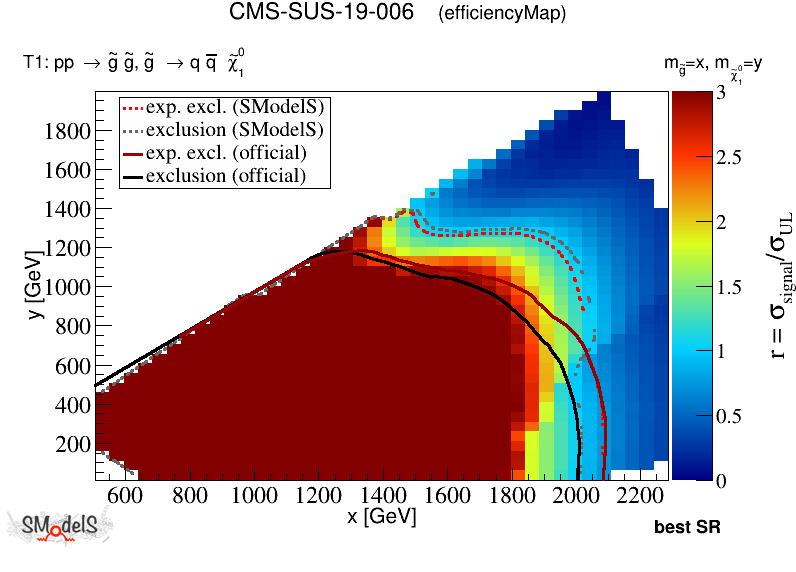 CMS-SUS-19-006 (efficiencyMap)
T1: pp → g̃ g̃, g̃ → q q̅ χ̃₁⁰
m_g̃=x, m_χ̃₁⁰=y
exp. excl. (SModelS)
exclusion (SModelS)
exp. excl. (official)
exclusion (official)
1800
1600
1400
1200
1000
800
600
400
200
y [GeV]
600 800 1000 1200 1400 1600 1800 2000 2200
x [GeV]
3
2.5
2
1.5
1
0.5
0
r = σ_signal/σ_UL
SModelS
best SR